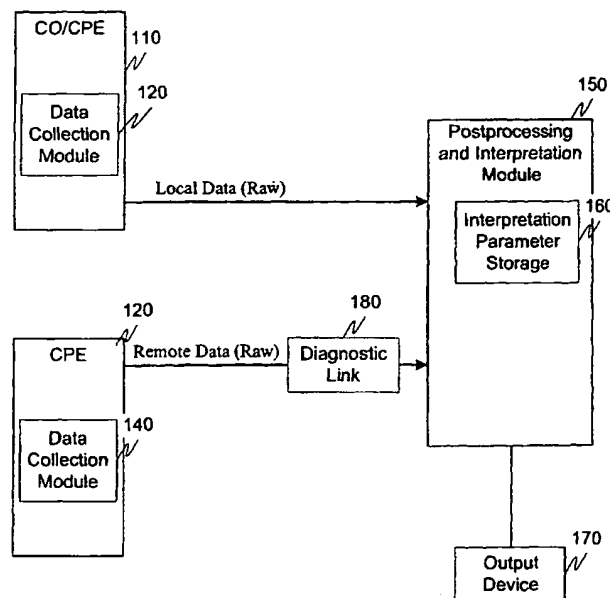 CO/CPE
110
120
Data
Collection
Module
Local Data (Raw)
150
Postprocessing
and Interpretation
Module
160
Interpretation
Parameter
Storage
120
CPE
Remote Data (Raw)
180
Diagnostic
Link
140
Data
Collection
Module
170
Output
Device